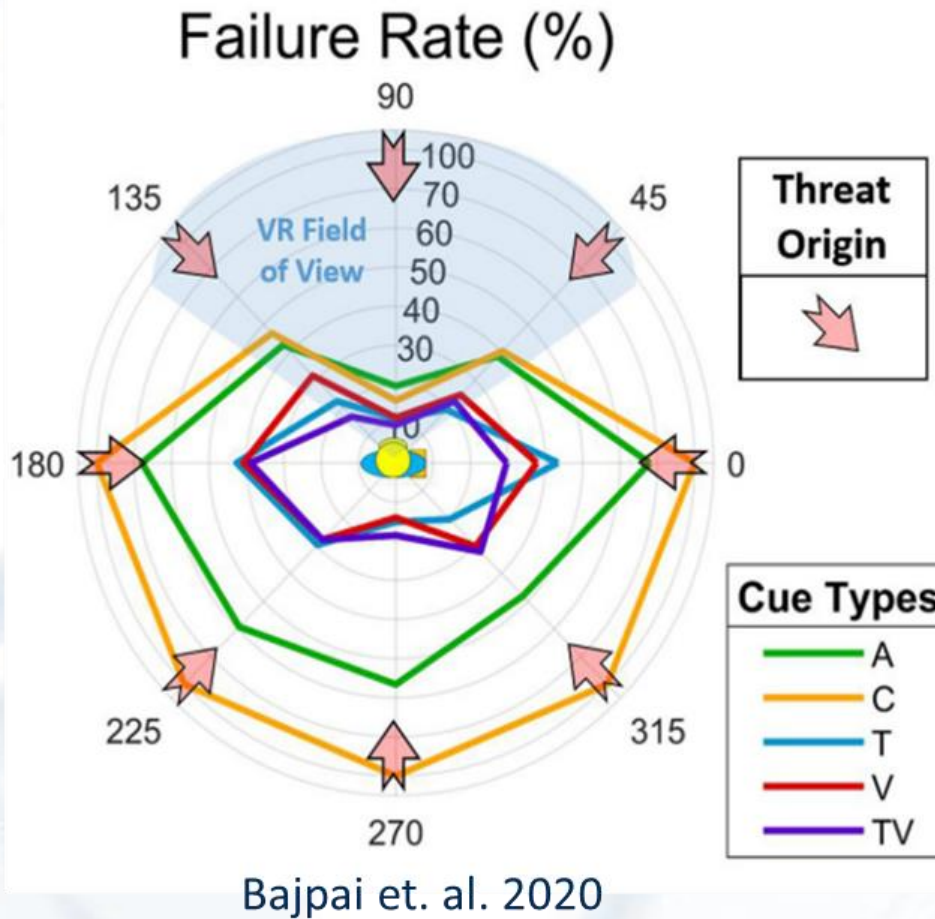 Failure Rate (%)
90
135
45
100
70
60
50
40
30
10
VR Field
of View
180
0
225
315
270
Threat
Origin
Cue Types
A
C
T
V
TV
Bajpai et. al. 2020